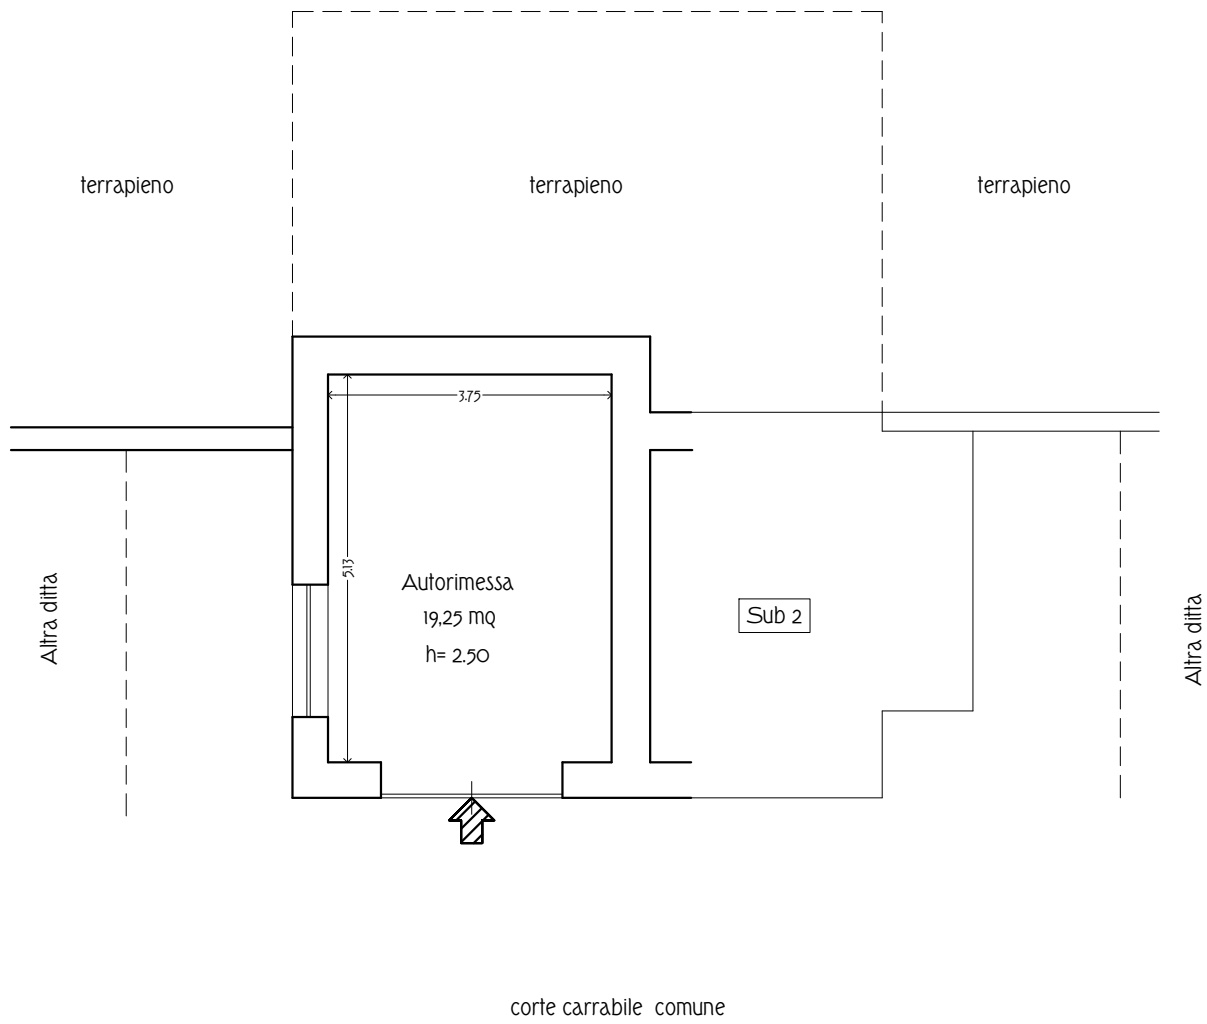 terrapieno
terrapieno
terrapieno
3.75
5.13
Autorimessa
19,25 mq
h= 2.50
Sub 2
Altra ditta
Altra ditta
corte carrabile comune